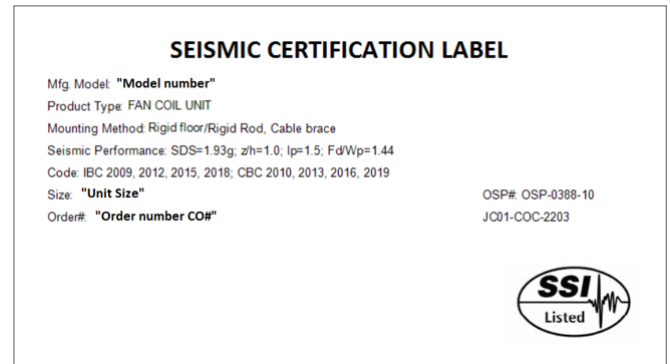 SEISMIC CERTIFICATION LABEL
Mfg. Model: "Model number"
Product Type: FAN COIL UNIT
Mounting Method: Rigid floor/Rigid Rod, Cable brace
Seismic Performance: SDS=1.93g; z/h=1.0; Ip=1.5; Fd/Wp=1.44
Code: IBC 2009, 2012, 2015, 2018; CBC 2010, 2013, 2016, 2019
Size: "Unit Size" OSP#: OSP-0388-10
Order#: "Order number CO#" JC01-COC-2203
SSI
Listed